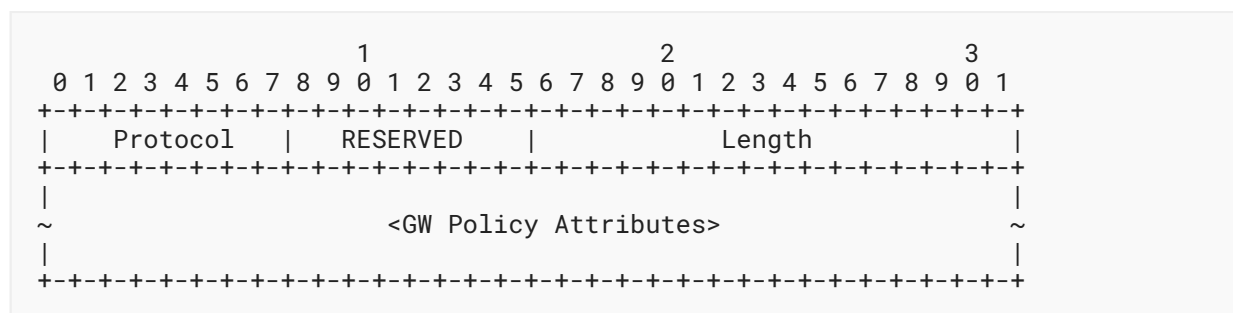 1                   2                   3
 0 1 2 3 4 5 6 7 8 9 0 1 2 3 4 5 6 7 8 9 0 1 2 3 4 5 6 7 8 9 0 1
+-+-+-+-+-+-+-+-+-+-+-+-+-+-+-+-+-+-+-+-+-+-+-+-+-+-+-+-+-+-+-+-+
|    Protocol   |   RESERVED    |            Length             |
+-+-+-+-+-+-+-+-+-+-+-+-+-+-+-+-+-+-+-+-+-+-+-+-+-+-+-+-+-+-+-+-+
|                                                               |
~                      <GW Policy Attributes>                   ~
|                                                               |
+-+-+-+-+-+-+-+-+-+-+-+-+-+-+-+-+-+-+-+-+-+-+-+-+-+-+-+-+-+-+-+-+